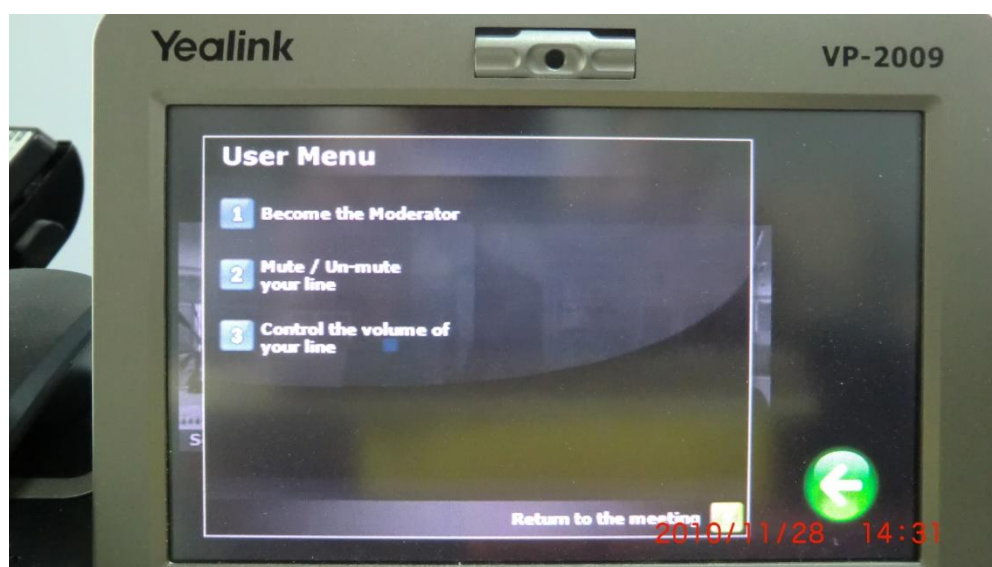 Yealink
VP-2009
User Menu
1 Become the Moderator
2 Mute / Un-mute
your line
3 Control the volume of
your line
S
Return to the meeting
2010/11/28 14:31